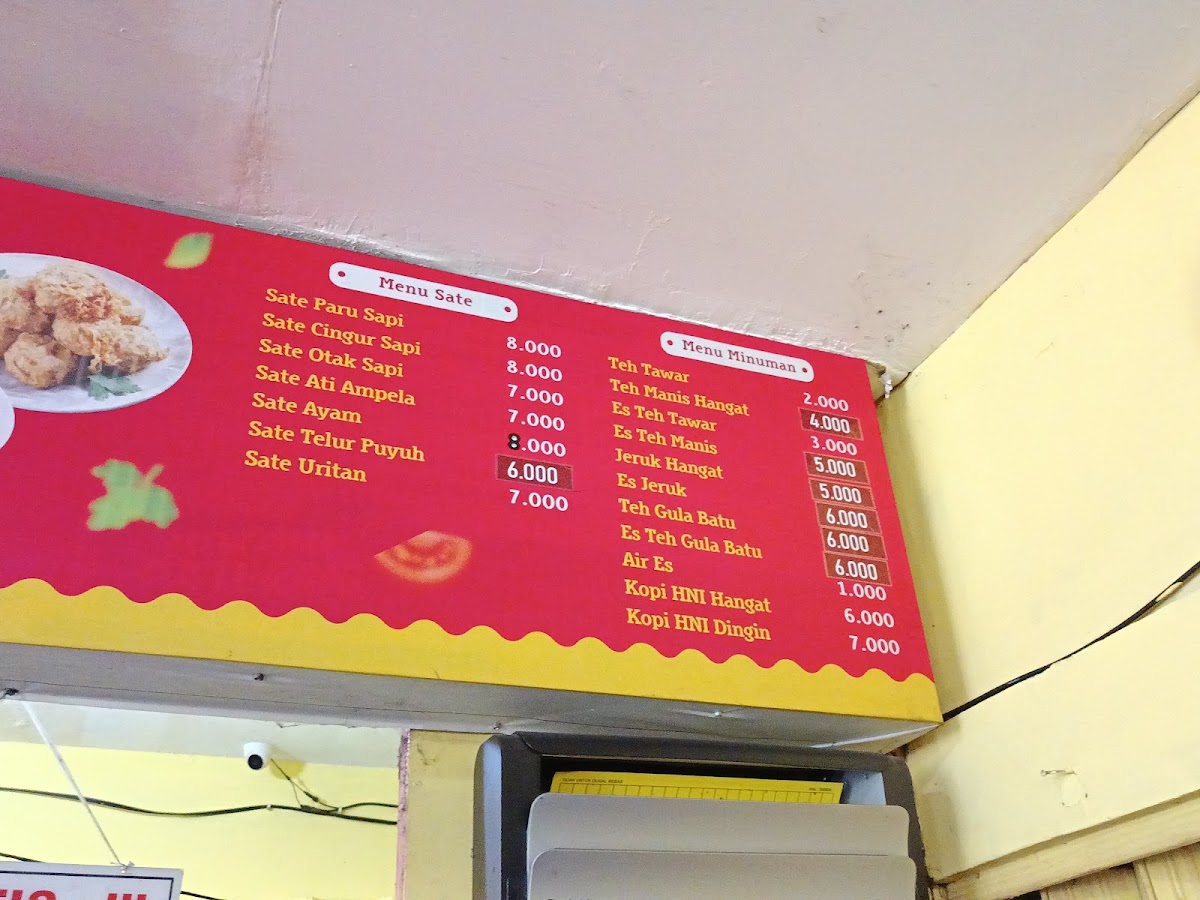 Menu Sate
Sate Paru Sapi 8.000
Sate Cingur Sapi 8.000
Sate Otak Sapi 7.000
Sate Ati Ampela 7.000
Sate Ayam 8.000
Sate Telur Puyuh 6.000
Sate Uritan 7.000
Menu Minuman
Teh Tawar 2.000
Teh Manis Hangat 4.000
Es Teh Tawar 3.000
Es Teh Manis 5.000
Jeruk Hangat 5.000
Es Jeruk 6.000
Teh Gula Batu 6.000
Es Teh Gula Batu 6.000
Air Es 1.000
Kopi HNI Hangat 6.000
Kopi HNI Dingin 7.000